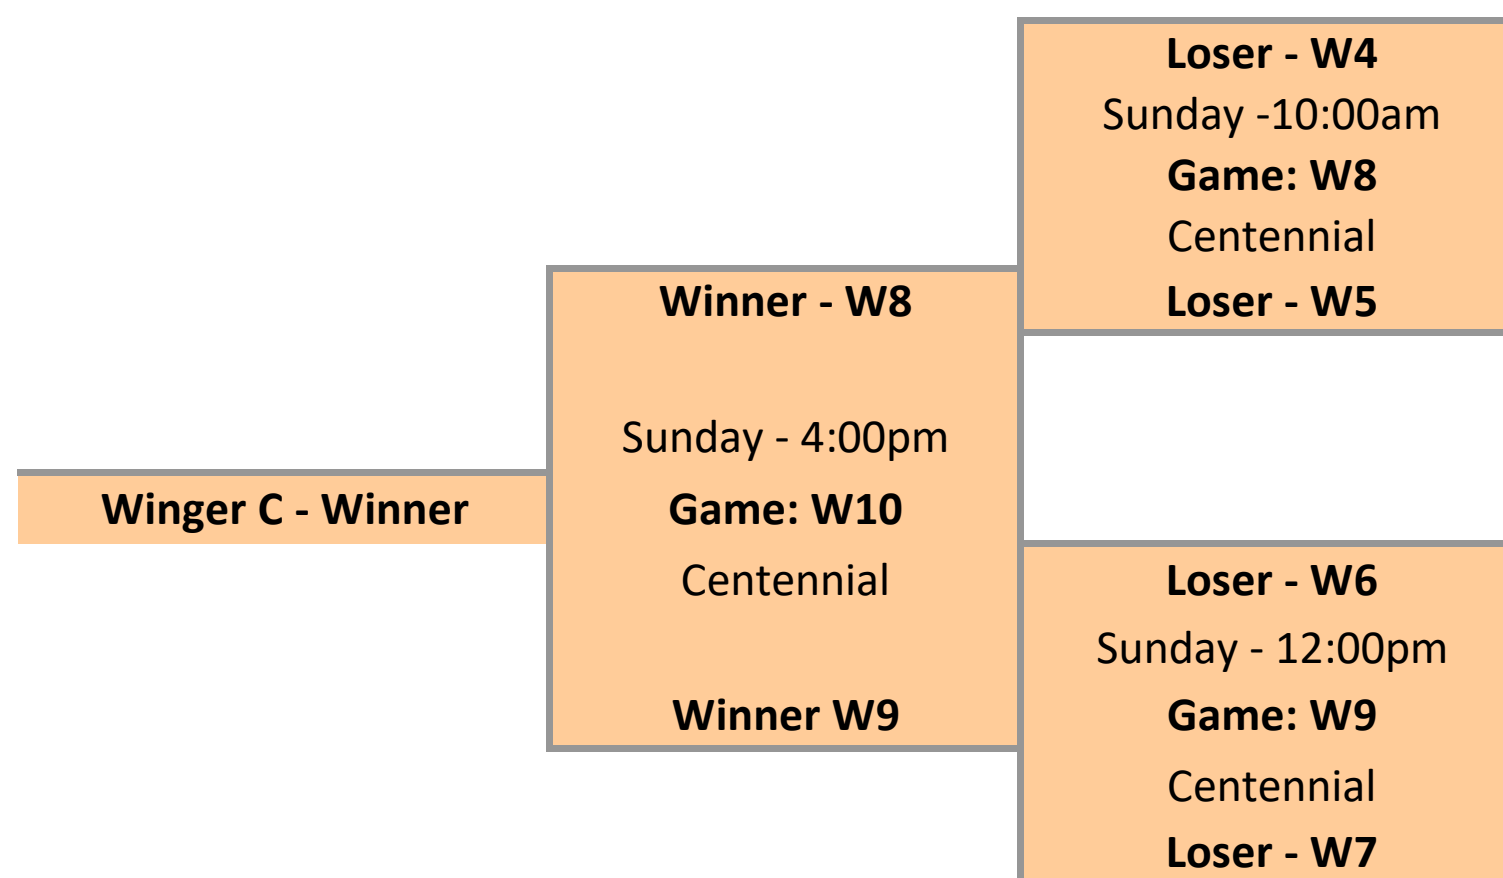 Loser - W4
Sunday -10:00am
Game: W8
Centennial
Loser - W5
Winner - W8
Sunday - 4:00pm
Game: W10
Centennial
Winner W9
Winger C - Winner
Loser - W6
Sunday - 12:00pm
Game: W9
Centennial
Loser - W7